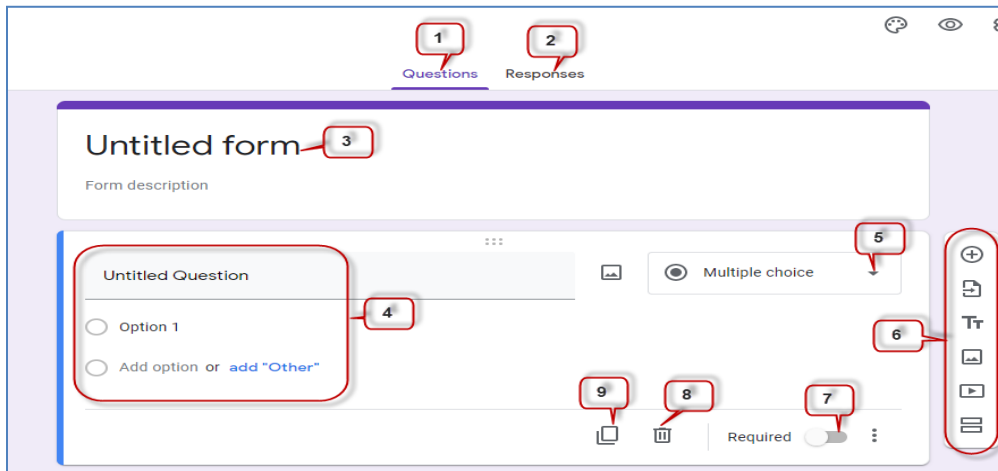 1
2
Questions Responses
Untitled form
3
Form description
5
Untitled Question
Multiple choice
4
Option 1
6
Tт
Add option or add "Other"
9
8
7
Required